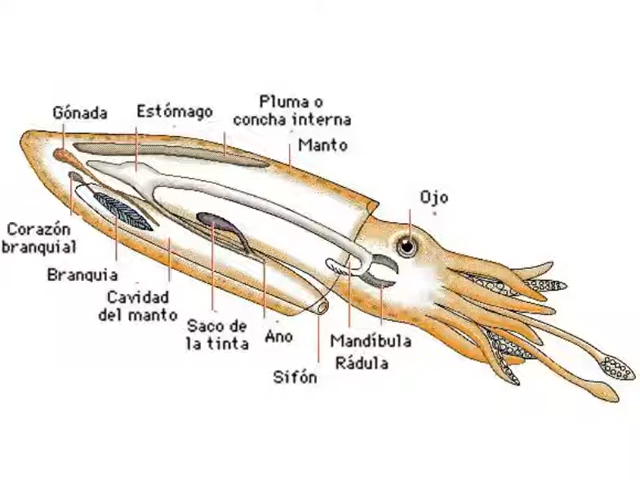 Gónada
Estómago
Pluma o
concha interna
Manto
Ojo
Corazón
branquial
Branquia
Cavidad
del manto
Saco de
la tinta
Ano
Sifón
Mandíbula
Rádula